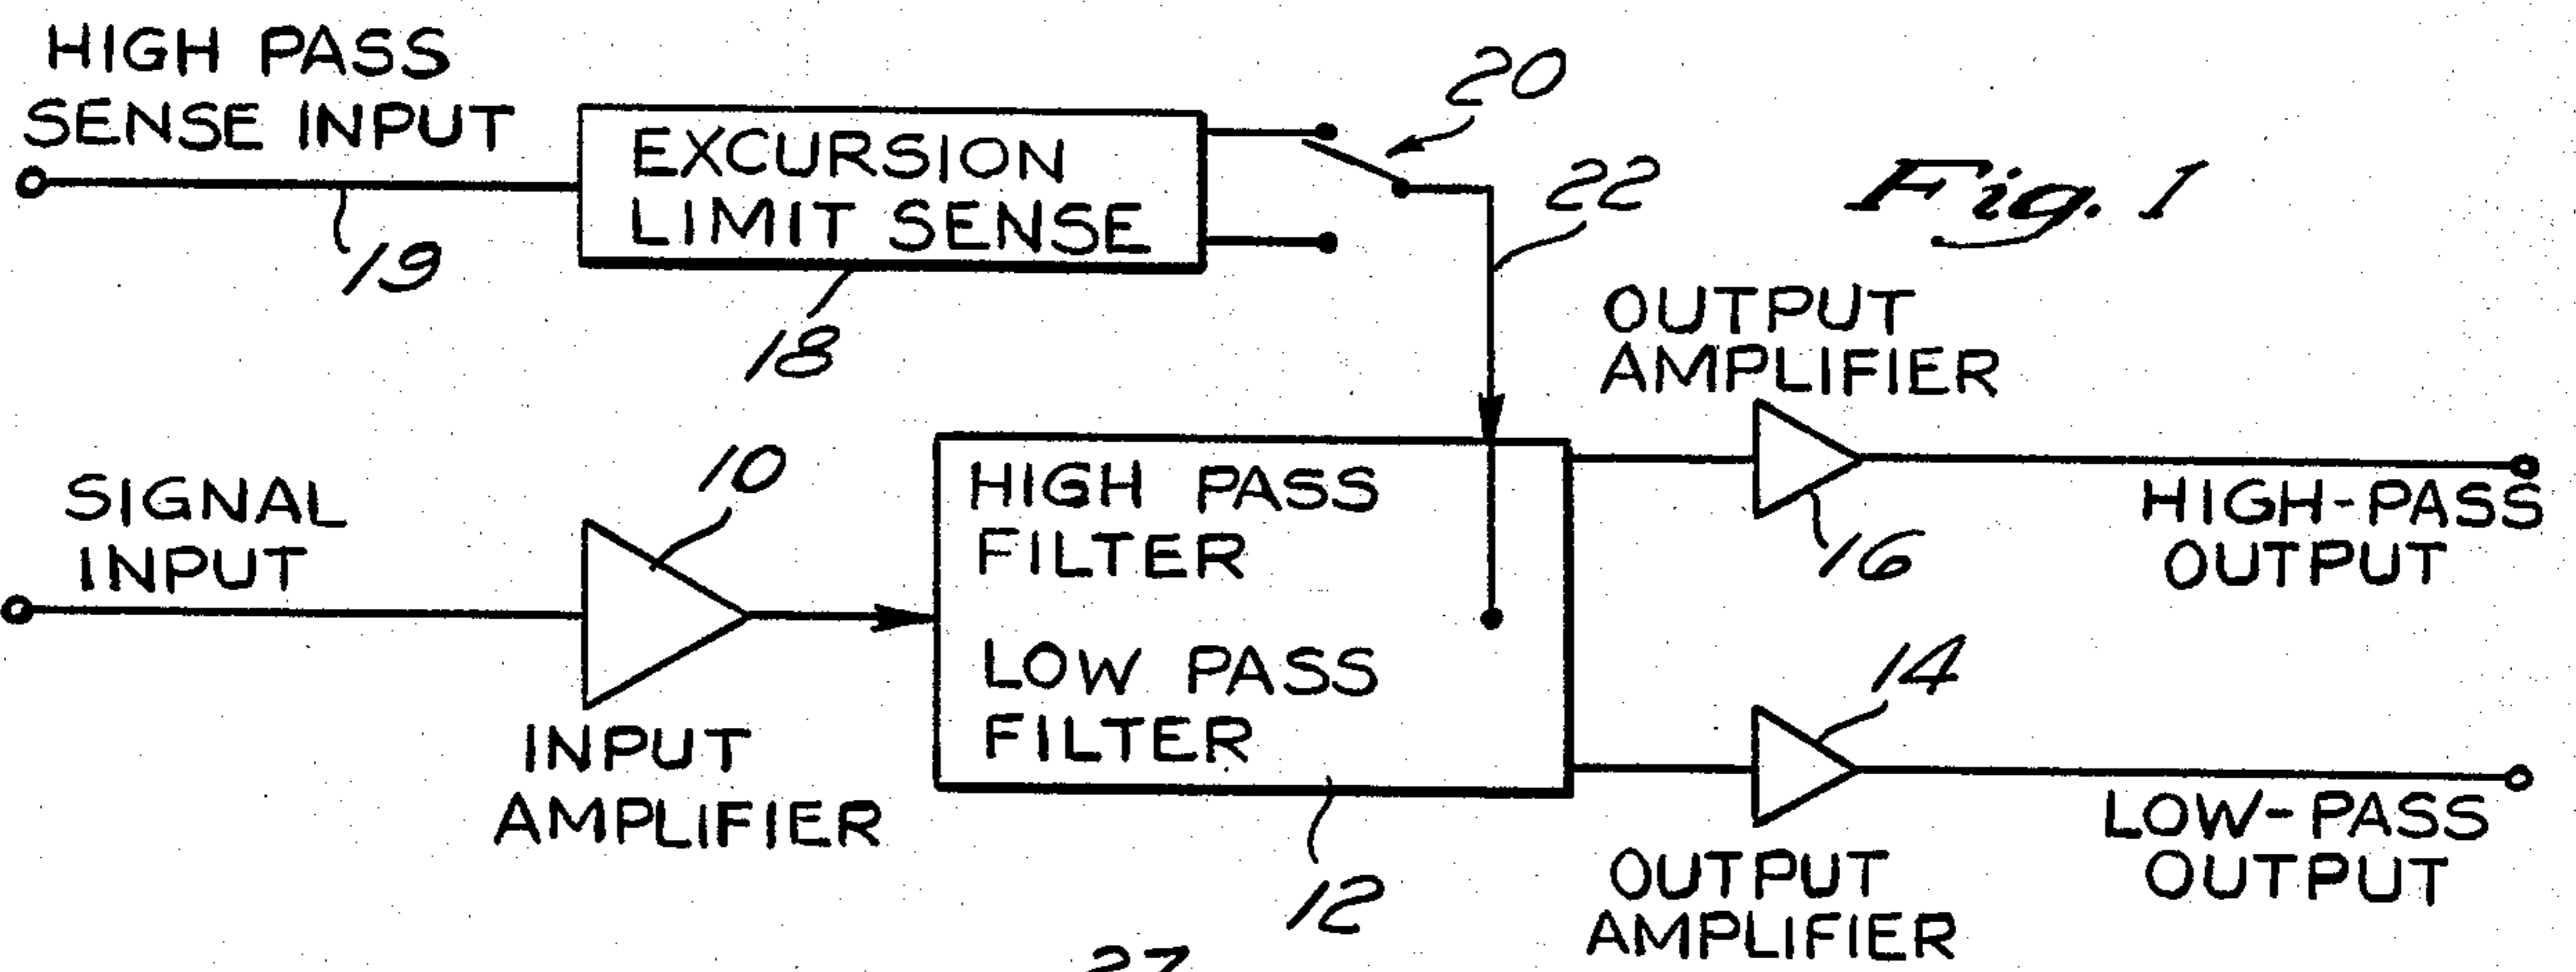 HIGH PASS
SENSE INPUT
19
EXCURSION
LIMIT SENSE
18
20
22
Fig. 1
SIGNAL
INPUT
10
INPUT
AMPLIFIER
HIGH PASS
FILTER
LOW PASS
FILTER
12
OUTPUT
AMPLIFIER
16
HIGH-PASS
OUTPUT
14
OUTPUT
AMPLIFIER
LOW-PASS
OUTPUT